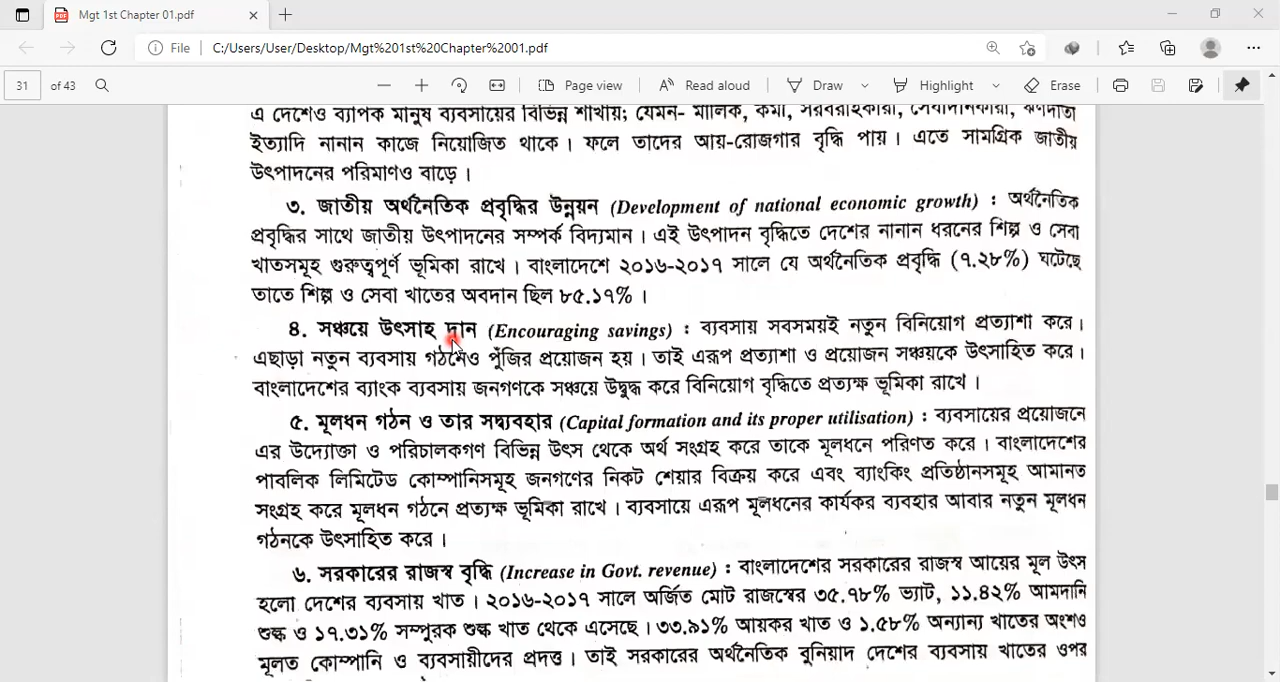 Mgt 1st Chapter 01.pdf
File
C:/Users/User/Desktop/Mgt%201st%20Chapter%2001.pdf
31 of 43
Page view
Read aloud
Draw
Highlight
Erase
এ দেশেও ব্যাপক মানুষ ব্যবসায়ের বিভিন্ন শাখায়; যেমন- মালিক, কর্মী, সরবরাহকারী, সেবাদানকারী, ঋণদাতা
ইত্যাদি নানান কাজে নিয়োজিত থাকে। ফলে তাদের আয়-রোজগার বৃদ্ধি পায়। এতে সামগ্রিক জাতীয়
উৎপাদনের পরিমাণও বাড়ে।
৩. জাতীয় অর্থনৈতিক প্রবৃদ্ধির উন্নয়ন (Development of national economic growth) : অর্থনৈতিক
প্রবৃদ্ধির সাথে জাতীয় উৎপাদনের সম্পর্ক বিদ্যমান। এই উৎপাদন বৃদ্ধিতে দেশের নানান ধরনের শিল্প ও সেবা
খাতসমূহ গুরুত্বপূর্ণ ভূমিকা রাখে। বাংলাদেশে ২০১৬-২০১৭ সালে যে অর্থনৈতিক প্রবৃদ্ধি (৭.২৮%) ঘটেছে
তাতে শিল্প ও সেবা খাতের অবদান ছিল ৮৫.১৭%।
৪. সঞ্চয়ে উৎসাহ দান (Encouraging savings) : ব্যবসায় সবসময়ই নতুন বিনিয়োগ প্রত্যাশা করে।
এছাড়া নতুন ব্যবসায় গঠনেও পুঁজির প্রয়োজন হয়। তাই এরূপ প্রত্যাশা ও প্রয়োজন সঞ্চয়কে উৎসাহিত করে।
বাংলাদেশের ব্যাংক ব্যবসায় জনগণকে সঞ্চয়ে উদ্বুদ্ধ করে বিনিয়োগ বৃদ্ধিতে প্রত্যক্ষ ভূমিকা রাখে।
৫. মূলধন গঠন ও তার সদ্ব্যবহার (Capital formation and its proper utilisation) : ব্যবসায়ের প্রয়োজনে
এর উদ্যোক্তা ও পরিচালকগণ বিভিন্ন উৎস থেকে অর্থ সংগ্রহ করে তাকে মূলধনে পরিণত করে। বাংলাদেশের
পাবলিক লিমিটেড কোম্পানিসমূহ জনগণের নিকট শেয়ার বিক্রয় করে এবং ব্যাংকিং প্রতিষ্ঠানসমূহ আমানত
সংগ্রহ করে মূলধন গঠনে প্রত্যক্ষ ভূমিকা রাখে। ব্যবসায়ে এরূপ মূলধনের কার্যকর ব্যবহার আবার নতুন মূলধন
গঠনকে উৎসাহিত করে।
৬. সরকারের রাজস্ব বৃদ্ধি (Increase in Govt. revenue) : বাংলাদেশের সরকারের রাজস্ব আয়ের মূল উৎস
হলো দেশের ব্যবসায় খাত। ২০১৬-২০১৭ সালে অর্জিত মোট রাজস্বের ৩৫.৭৮% ভ্যাট, ১১.৪২% আমদানি
শুল্ক ও ১৭.৩১% সম্পূরক শুল্ক খাত থেকে এসেছে। ৩৩.৯১% আয়কর খাত ও ১.৫৮% অন্যান্য খাতের অংশও
মূলত কোম্পানি ও ব্যবসায়ীদের প্রদত্ত। তাই সরকারের অর্থনৈতিক বুনিয়াদ দেশের ব্যবসায় খাতের ওপর